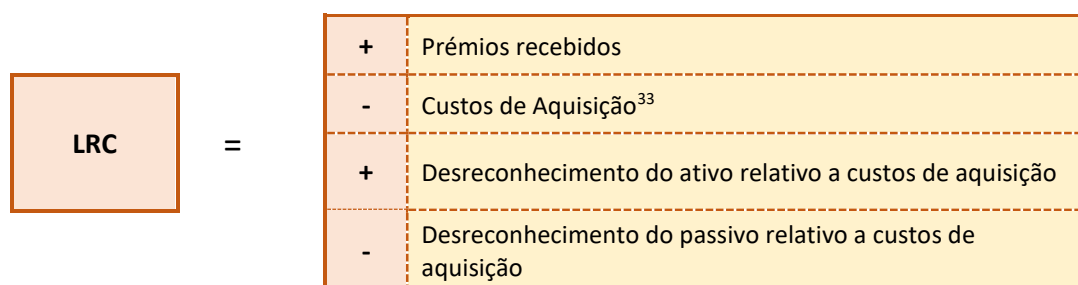 LRC
=
+ Prémios recebidos
- Custos de Aquisição33
+ Desreconhecimento do ativo relativo a custos de aquisição
- Desreconhecimento do passivo relativo a custos de
aquisição